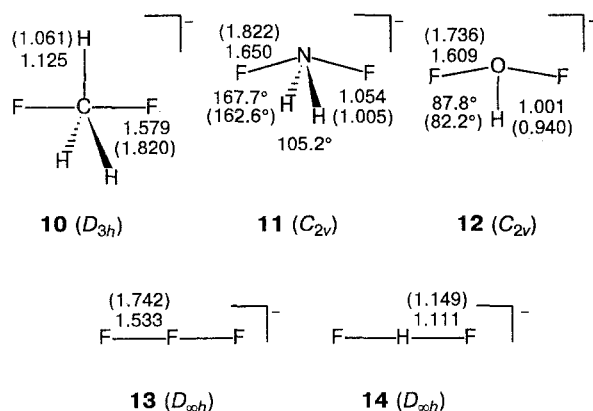 (1.061) H
1.125
F C F
1.579
(1.820)
H H
10 (D3h)
(1.822)
1.650 N
F F
167.7° H 1.054
(162.6°) H (1.005)
105.2°
11 (C2v)
(1.736)
1.609 O
F F
87.8° H 1.001
(82.2°) (0.940)
12 (C2v)
(1.742)
1.533
F F F
13 (D∞h)
(1.149)
1.111
F H F
14 (D∞h)